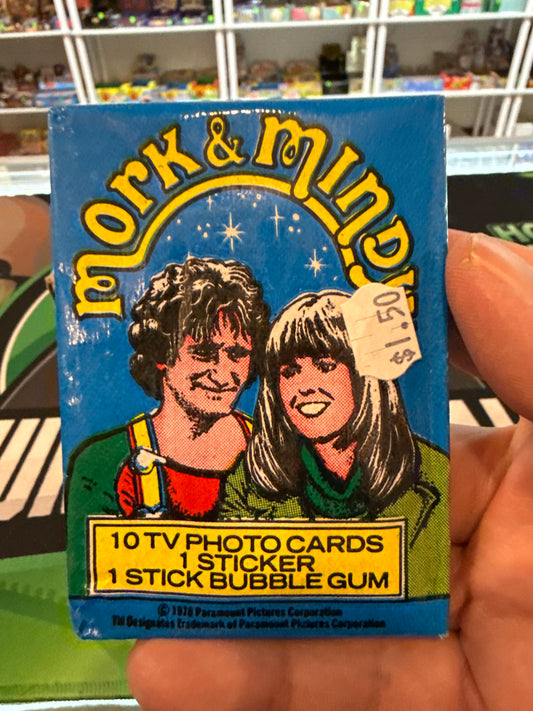 mork & mindy
$1.50
10 TV PHOTO CARDS
1 STICKER
1 STICK BUBBLE GUM
© 1978 Paramount Pictures Corporation
TM Designates Trademark of Paramount Pictures Corporation
HO